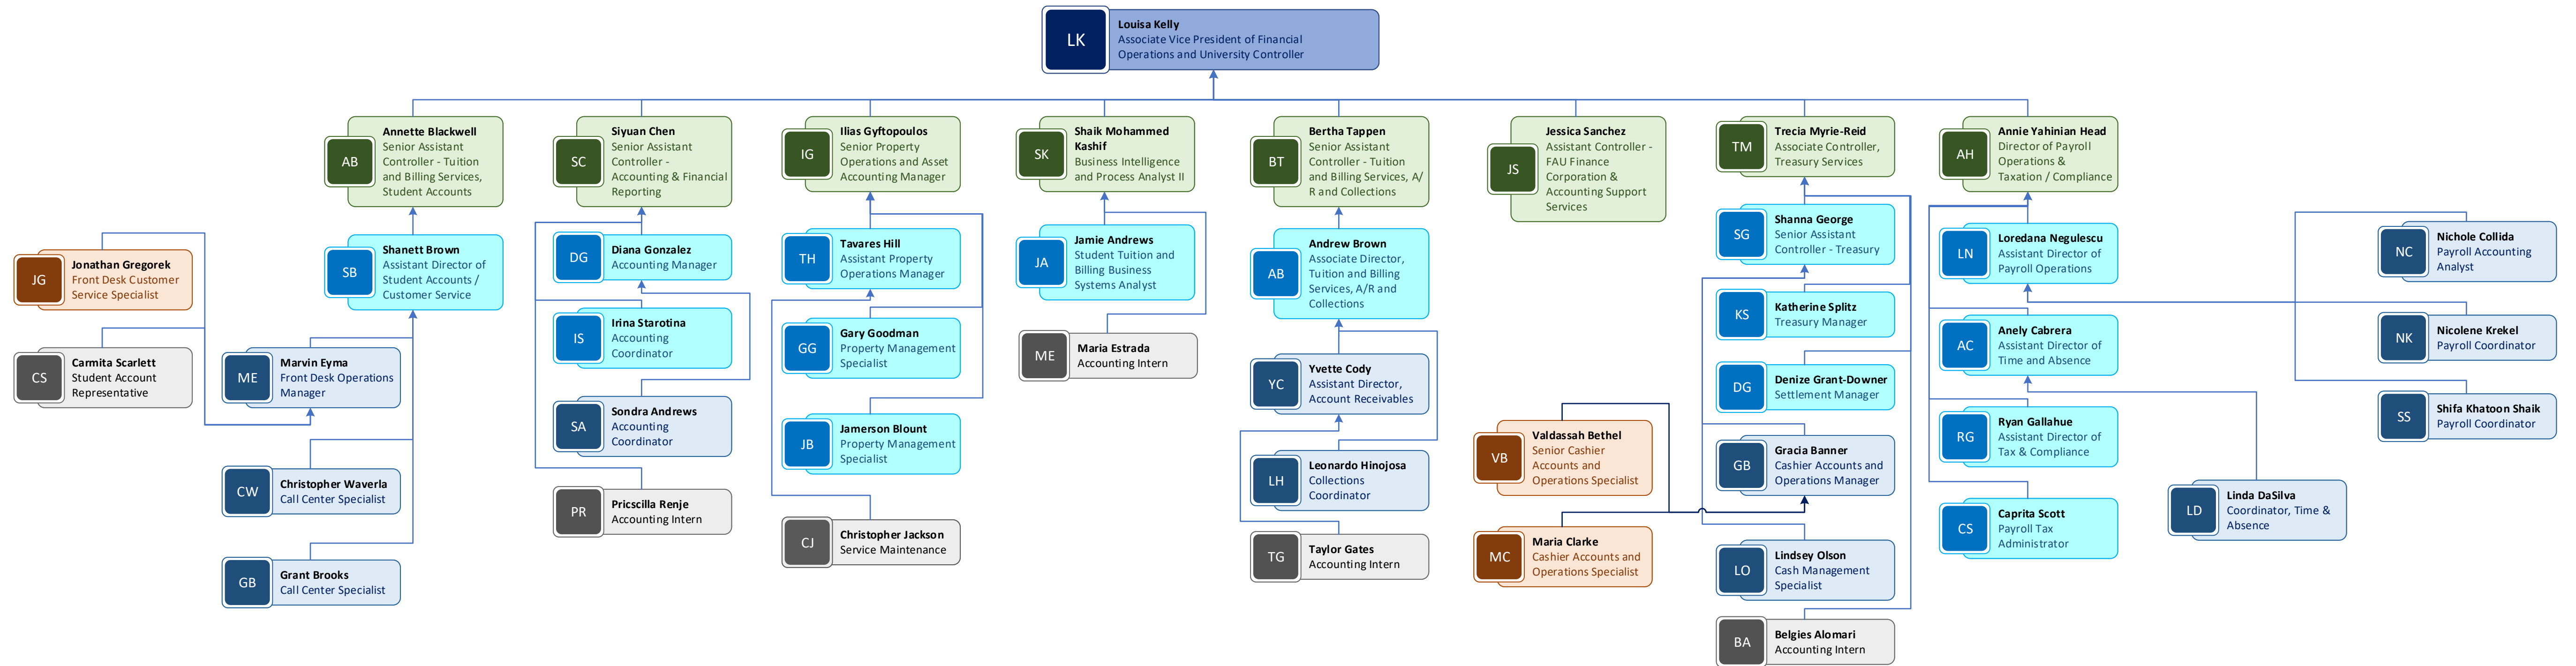 LK
Louisa Kelly
Associate Vice President of Financial
Operations and University Controller
AB
Annette Blackwell
Senior Assistant
Controller - Tuition
and Billing Services,
Student Accounts
SC
Siyuan Chen
Senior Assistant
Controller -
Accounting & Financial
Reporting
IG
Ilias Gyftopoulos
Senior Property
Operations and Asset
Accounting Manager
SK
Shaik Mohammed
Kashif
Business Intelligence
and Process Analyst II
BT
Bertha Tappen
Senior Assistant
Controller - Tuition
and Billing Services, A/
R and Collections
JS
Jessica Sanchez
Assistant Controller -
FAU Finance
Corporation &
Accounting Support
Services
TM
Trecia Myrie-Reid
Associate Controller,
Treasury Services
AH
Annie Yahinian Head
Director of Payroll
Operations &
Taxation / Compliance
JG
Jonathan Gregorek
Front Desk Customer
Service Specialist
SB
Shanett Brown
Assistant Director of
Student Accounts /
Customer Service
CS
Carmita Scarlett
Student Account
Representative
ME
Marvin Eyma
Front Desk Operations
Manager
CW
Christopher Waverla
Call Center Specialist
GB
Grant Brooks
Call Center Specialist
DG
Diana Gonzalez
Accounting Manager
IS
Irina Starotina
Accounting
Coordinator
SA
Sondra Andrews
Accounting
Coordinator
PR
Pricscilla Renje
Accounting Intern
TH
Tavares Hill
Assistant Property
Operations Manager
GG
Gary Goodman
Property Management
Specialist
JB
Jamerson Blount
Property Management
Specialist
CJ
Christopher Jackson
Service Maintenance
JA
Jamie Andrews
Student Tuition and
Billing Business
Systems Analyst
ME
Maria Estrada
Accounting Intern
AB
Andrew Brown
Associate Director,
Tuition and Billing
Services, A/R and
Collections
YC
Yvette Cody
Assistant Director,
Account Receivables
LH
Leonardo Hinojosa
Collections
Coordinator
TG
Taylor Gates
Accounting Intern
VB
Valdassah Bethel
Senior Cashier
Accounts and
Operations Specialist
MC
Maria Clarke
Cashier Accounts and
Operations Specialist
SG
Shanna George
Senior Assistant
Controller - Treasury
KS
Katherine Splitz
Treasury Manager
DG
Denize Grant-Downer
Settlement Manager
GB
Gracia Banner
Cashier Accounts and
Operations Manager
LO
Lindsey Olson
Cash Management
Specialist
BA
Belgies Alomari
Accounting Intern
LN
Loredana Negulescu
Assistant Director of
Payroll Operations
AC
Anely Cabrera
Assistant Director of
Time and Absence
RG
Ryan Gallahue
Assistant Director of
Tax & Compliance
CS
Caprita Scott
Payroll Tax
Administrator
LD
Linda DaSilva
Coordinator, Time &
Absence
NC
Nichole Collida
Payroll Accounting
Analyst
NK
Nicolene Krekel
Payroll Coordinator
SS
Shifa Khatoon Shaik
Payroll Coordinator